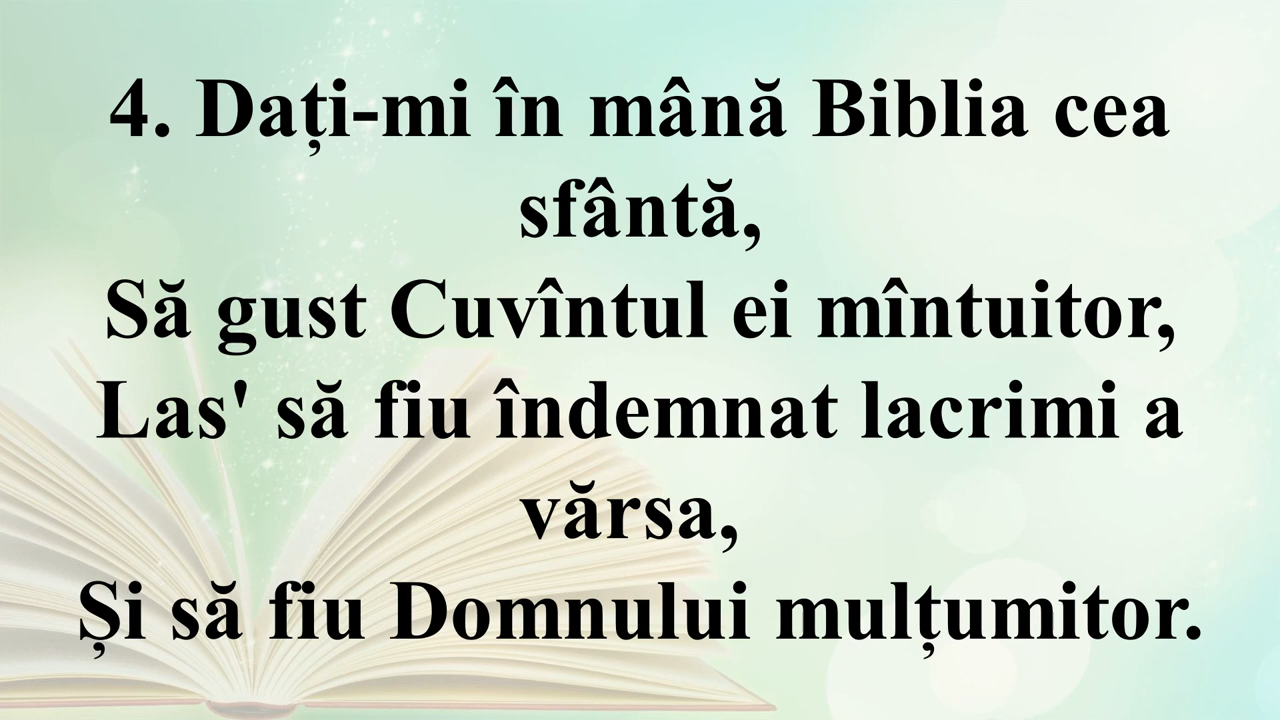 4. Dați-mi în mână Biblia cea
sfântă,
Să gust Cuvîntul ei mîntuitor,
Las' să fiu îndemnat lacrimi a
vărsa,
Și să fiu Domnului mulțumitor.